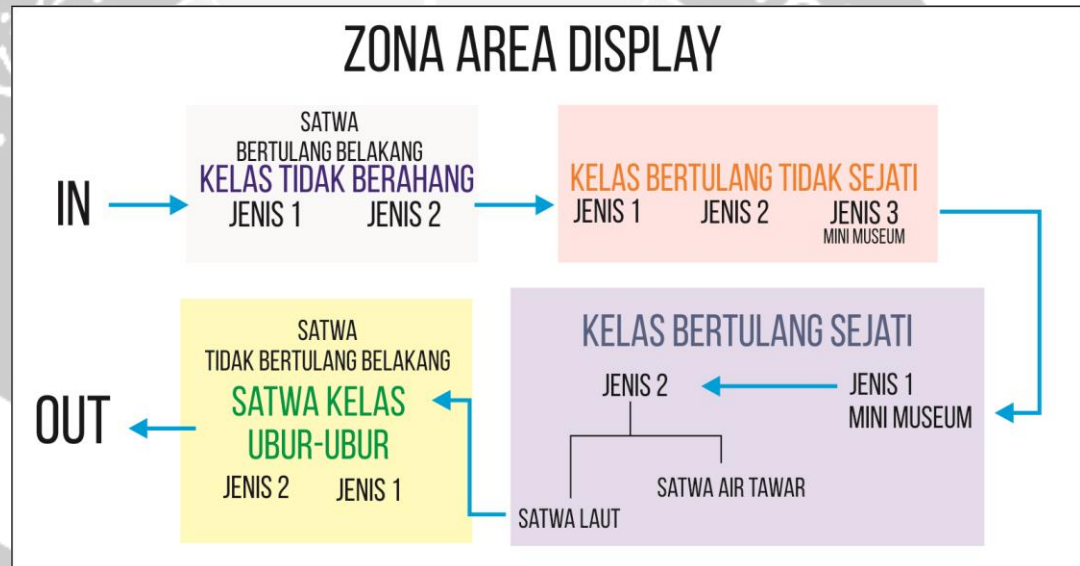 ZONA AREA DISPLAY
IN
SATWA
BERTULANG BELAKANG
KELAS TIDAK BERAHANG
JENIS 1 JENIS 2
KELAS BERTULANG TIDAK SEJATI
JENIS 1 JENIS 2 JENIS 3
MINI MUSEUM
KELAS BERTULANG SEJATI
JENIS 2 JENIS 1
MINI MUSEUM
SATWA AIR TAWAR
SATWA LAUT
SATWA
TIDAK BERTULANG BELAKANG
SATWA KELAS
UBUR-UBUR
JENIS 2 JENIS 1
OUT